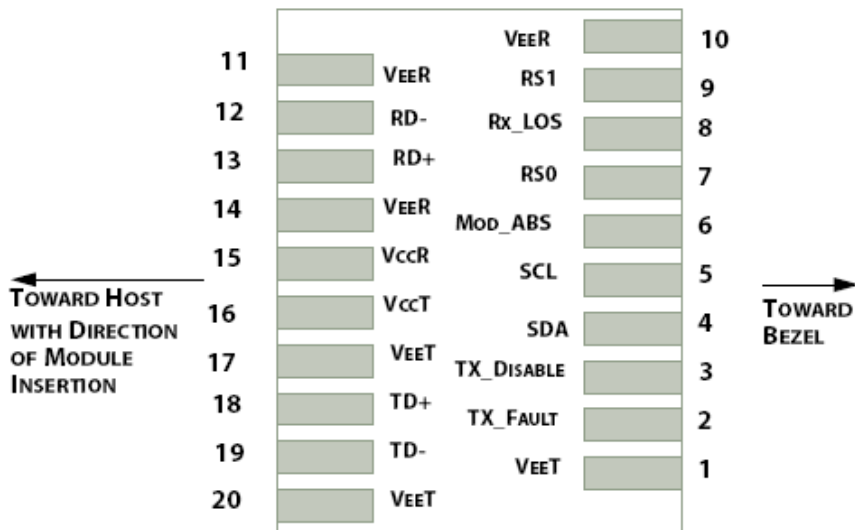 11
VEER
12
RD-
13
RD+
14
VEER
15
VCCR
16
VCCT
17
VEET
18
TD+
19
TD-
20
VEET
VEER
10
RS1
9
RX_LOS
8
RS0
7
MOD_ABS
6
SCL
5
SDA
4
TX_DISABLE
3
TX_FAULT
2
VEET
1
TOWARD HOST
WITH DIRECTION
OF MODULE
INSERTION
TOWARD
BEZEL